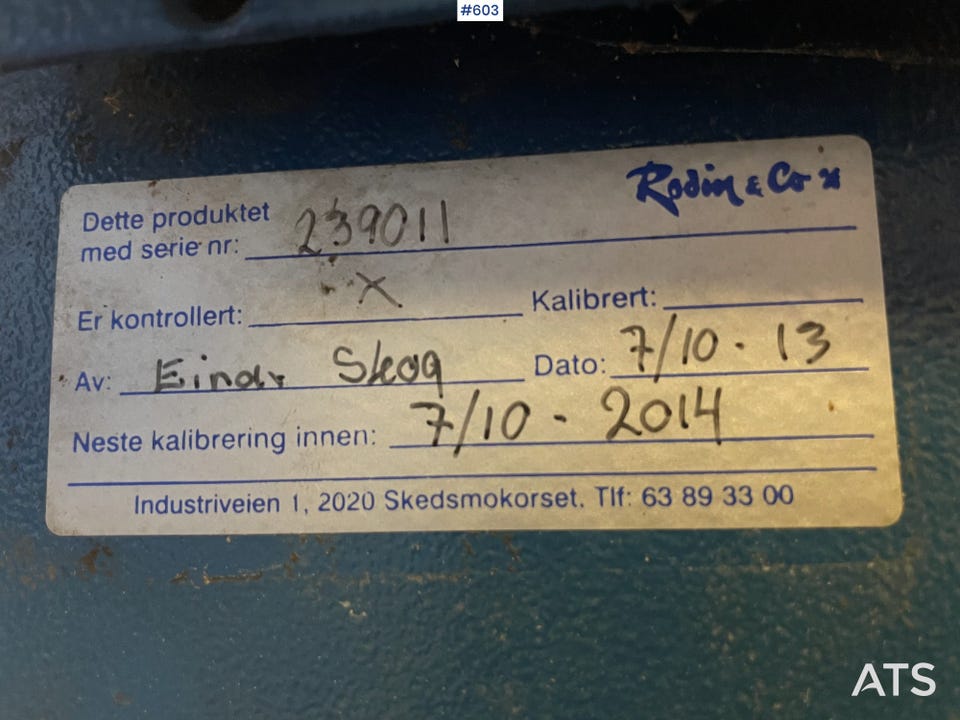 #603
Rodin & Co
Dette produktet
med serie nr: 239011
Er kontrollert: X Kalibrert:
Av: Einar Skog Dato: 7/10 - 13
Neste kalibrering innen: 7/10 - 2014
Industriveien 1, 2020 Skedsmokorset. Tlf: 63 89 33 00
ATS